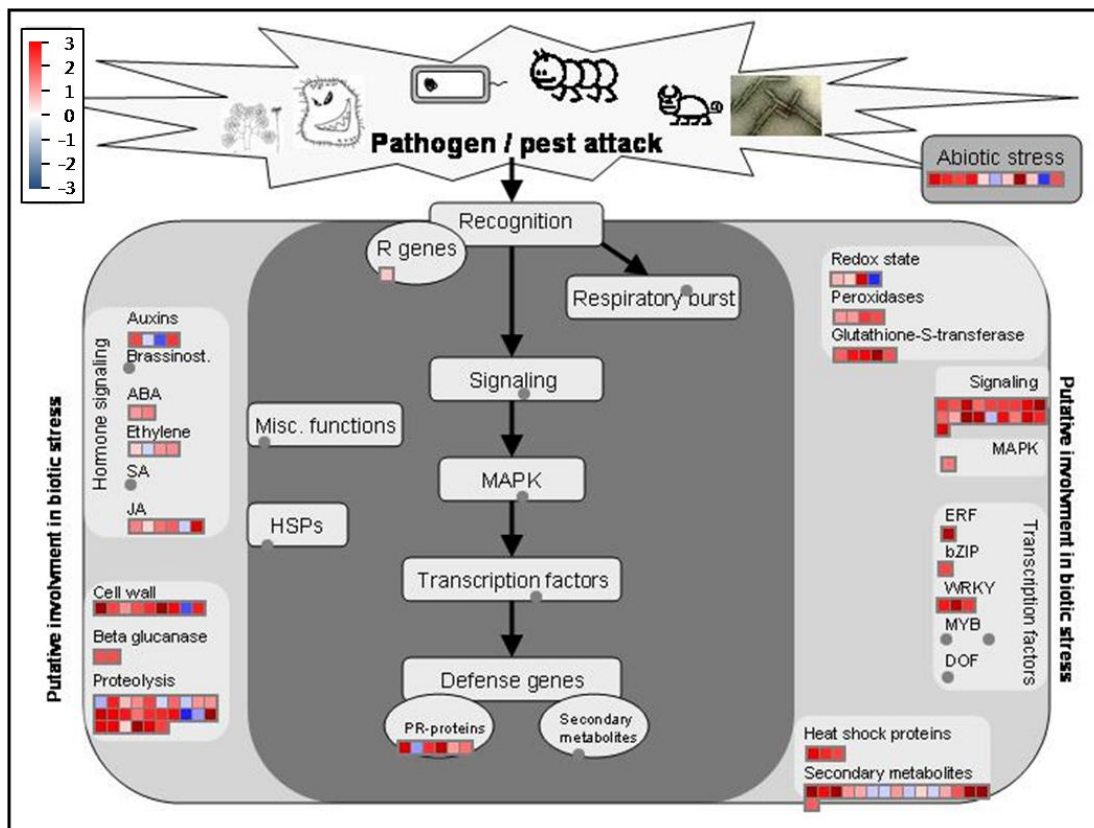 3
2
1
0
-1
-2
-3
Pathogen / pest attack
Abiotic stress
Recognition
R genes
Respiratory burst
Redox state
Peroxidases
Glutathione-S-transferase
Hormone signaling
Auxins
Brassinost.
ABA
Ethylene
SA
JA
Signaling
Misc. functions
MAPK
HSPs
Transcription factors
Defense genes
PR-proteins
Secondary
metabolites
Putative involvment in biotic stress
Cell wall
Beta glucanase
Proteolysis
Signaling
MAPK
ERF
bZIP
WRKY
MYB
DOF
Transcription factors
Putative involvment in biotic stress
Heat shock proteins
Secondary metabolites